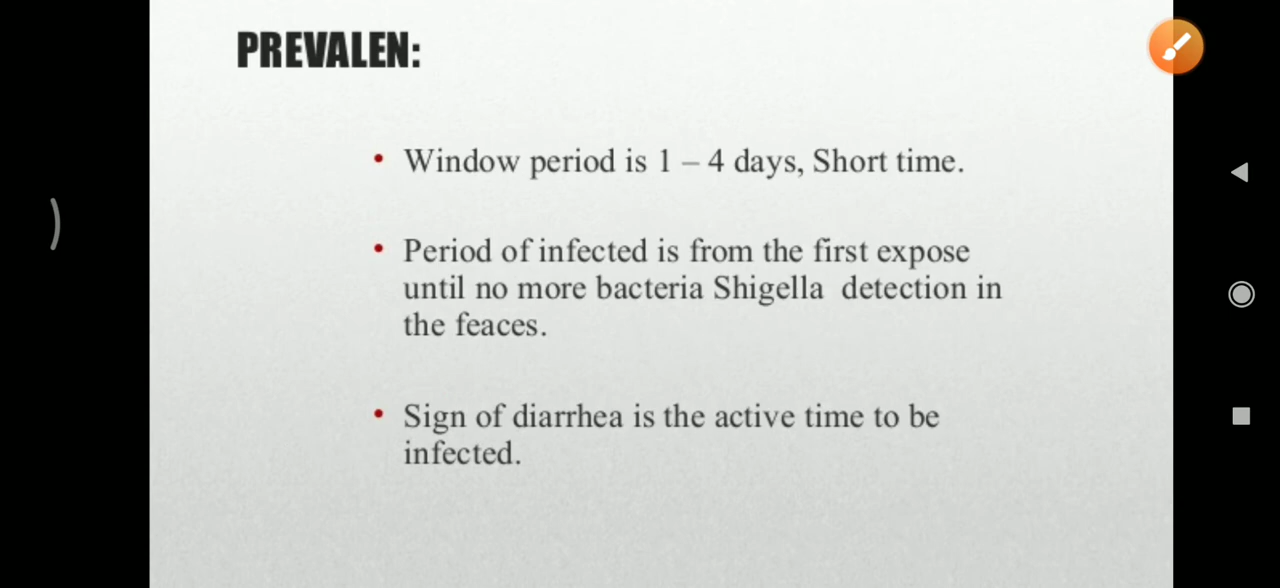 PREVALEN:
• Window period is 1 – 4 days, Short time.
• Period of infected is from the first expose
until no more bacteria Shigella  detection in
the feaces.
• Sign of diarrhea is the active time to be
infected.